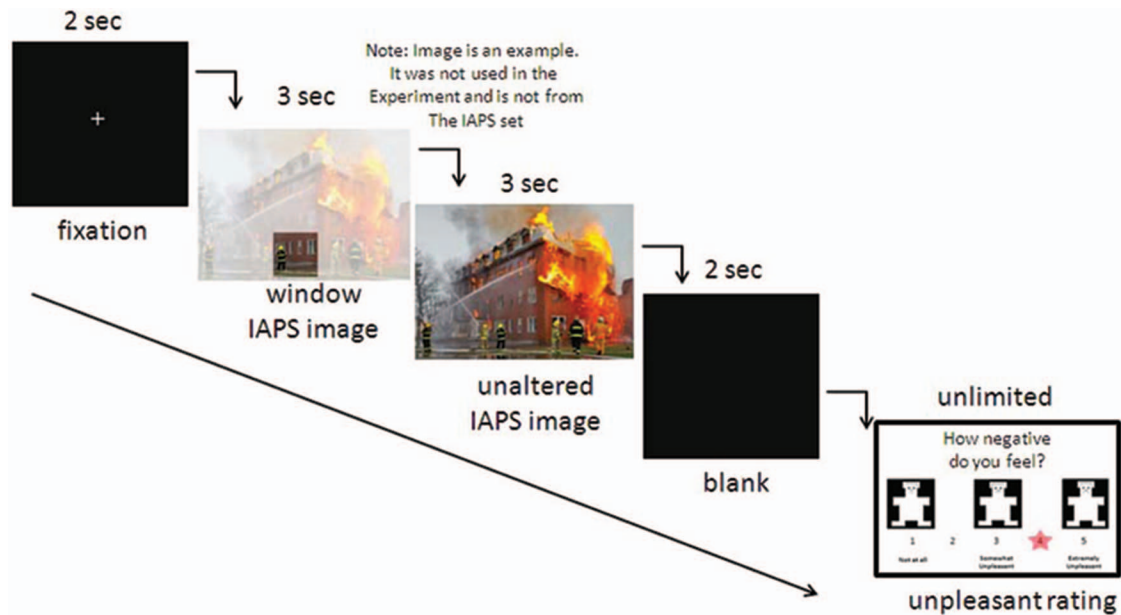 2 sec
fixation
3 sec
window
IAPS image
Note: Image is an example.
It was not used in the
Experiment and is not from
The IAPS set
3 sec
unaltered
IAPS image
2 sec
blank
unlimited
How negative
do you feel?
1 2 3 4 5
Not at all Somewhat Extremely
Unpleasant Unpleasant
unpleasant rating